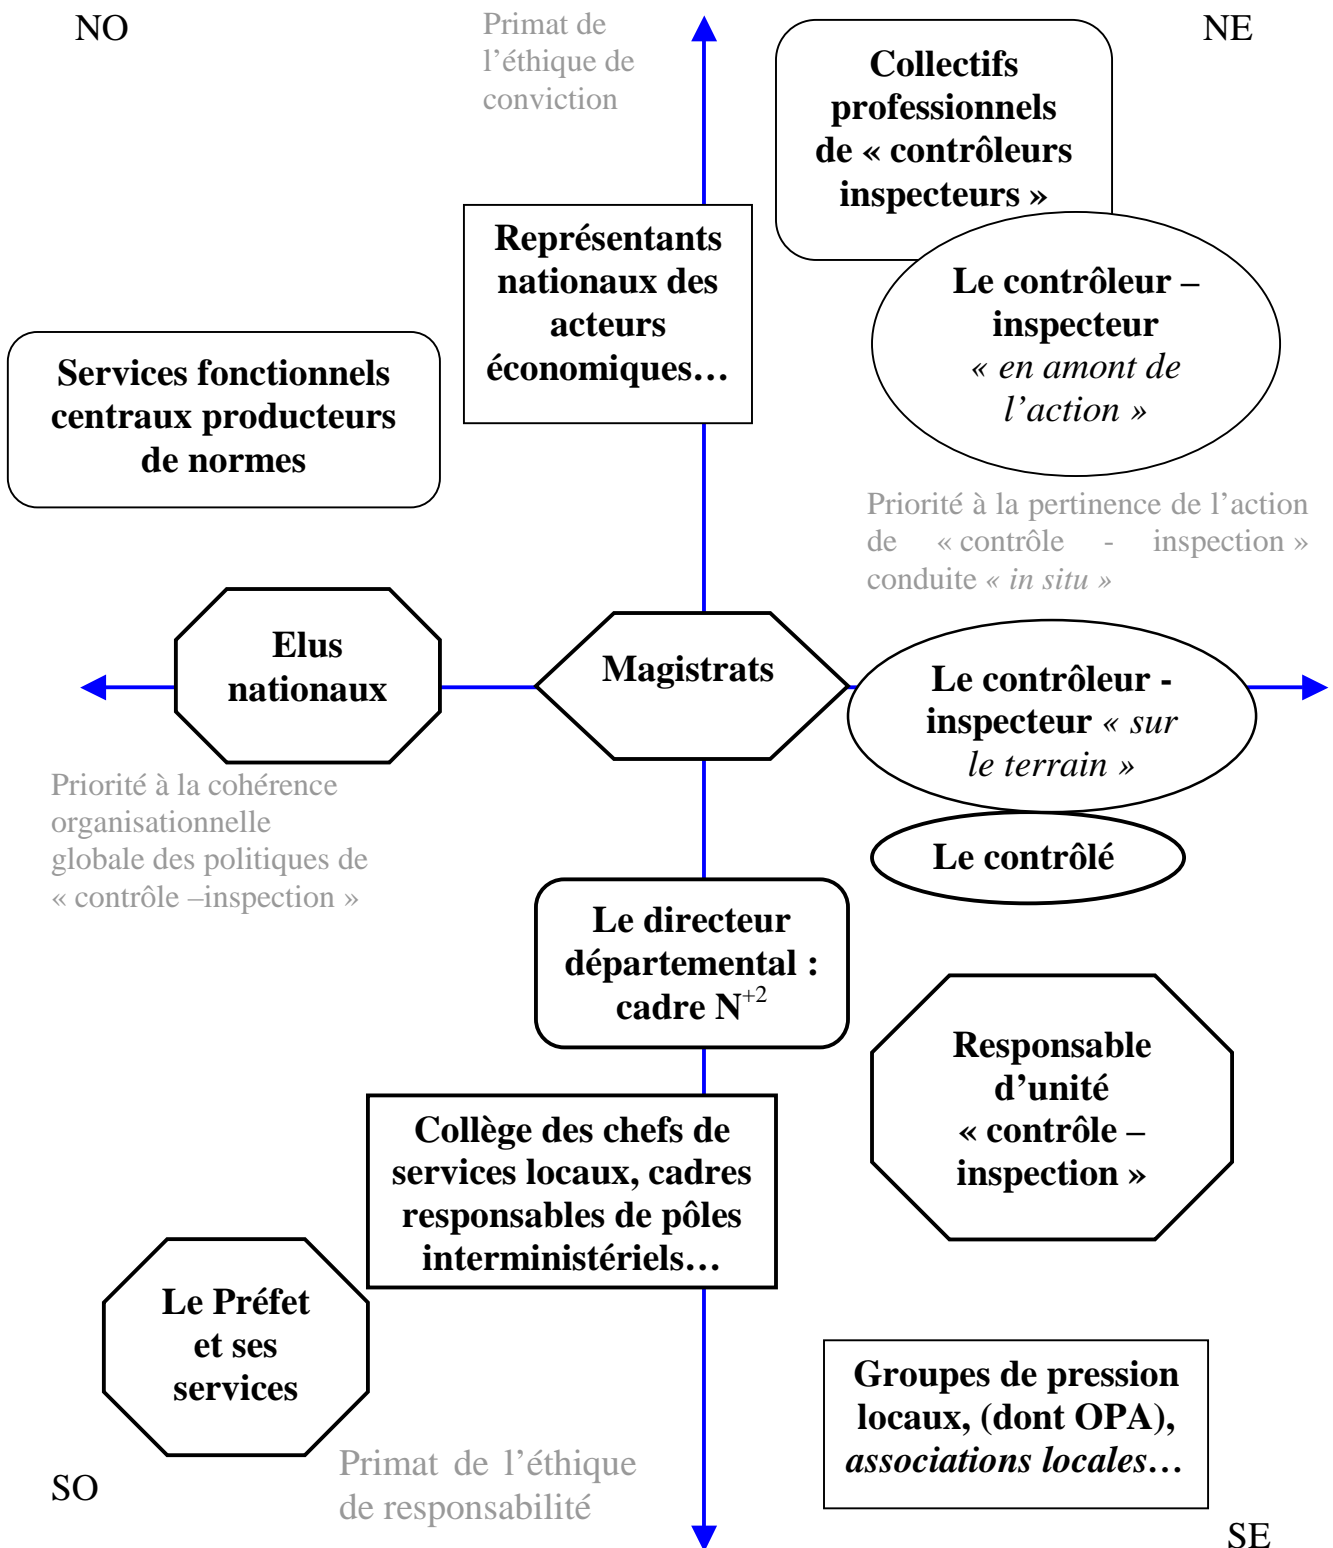 NO
Primat de
l’éthique de
conviction
NE
Collectifs
professionnels
de « contrôleurs
inspecteurs »
Représentants
nationaux des
acteurs
économiques…
Le contrôleur –
inspecteur
« en amont de
l’action »
Services fonctionnels
centraux producteurs
de normes
Priorité à la pertinence de l’action
de « contrôle - inspection »
conduite « in situ »
Elus
nationaux
Magistrats
Le contrôleur -
inspecteur « sur
le terrain »
Priorité à la cohérence
organisationnelle
globale des politiques de
« contrôle –inspection »
Le contrôlé
Le directeur
départemental :
cadre N+2
Responsable
d’unité
« contrôle –
inspection »
Collège des chefs de
services locaux, cadres
responsables de pôles
interministériels…
Le Préfet
et ses
services
Groupes de pression
locaux, (dont OPA),
associations locales…
Primat de l’éthique
de responsabilité
SO
SE